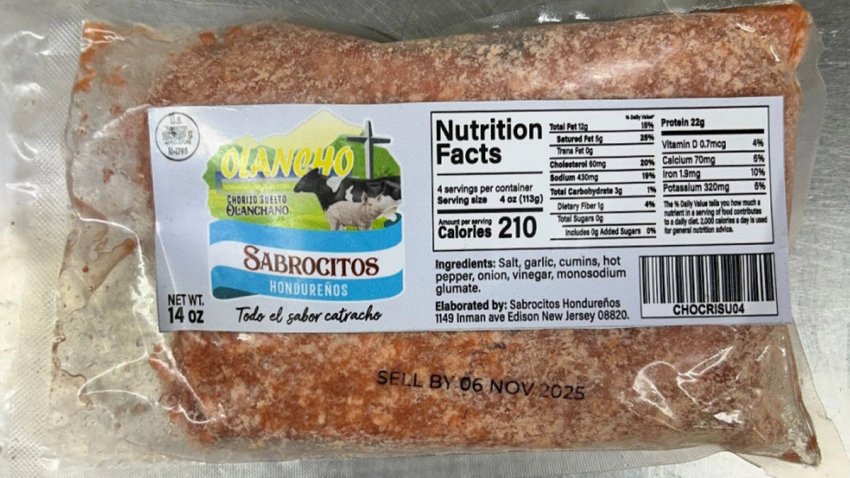 U.S.
OLANCHO
CHORIZO SUELTO
OLANCHANO
SABROCITOS
HONDUREÑOS
NET WT.
14 OZ
Todo el sabor catracho
Nutrition
Facts
4 servings per container
Serving size 4 oz (113g)
Amount per serving
Calories 210
% Daily Value*
Total Fat 12g 15%
Satured Fat 5g 25%
Trans Fat 0g
Cholesterol 60mg 20%
Sodium 430mg 19%
Total Carbohydrate 3g 1%
Dietary Fiber 1g 4%
Total Sugars 0g
Includes 0g Added Sugars 0%
Protein 22g
Vitamin D 0.7mcg 4%
Calcium 70mg 6%
Iron 1.9mg 10%
Potassium 320mg 6%
The % Daily Value tells you how much a
nutrient in a serving of food contributes
to a daily diet. 2,000 calories a day is used
for general nutrition advice.
Ingredients: Salt, garlic, cumins, hot
pepper, onion, vinegar, monosodium
glumate.
Elaborated by: Sabrocitos Hondureños
1149 Inman ave Edison New Jersey 08820.
CHOCRISU04
SELL BY 06 NOV 2025